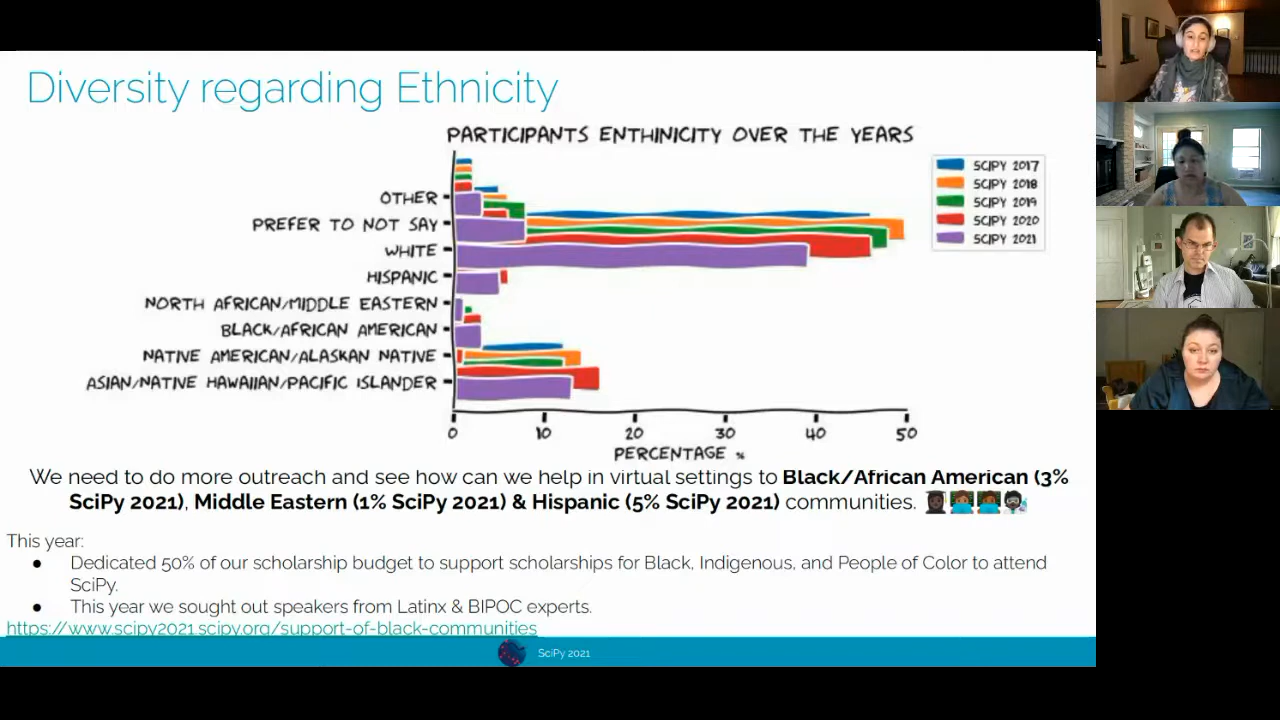 Diversity regarding Ethnicity
PARTICIPANTS ENTHINICITY OVER THE YEARS
SCIPY 2017
SCIPY 2018
SCIPY 2019
SCIPY 2020
SCIPY 2021
OTHER
PREFER TO NOT SAY
WHITE
HISPANIC
NORTH AFRICAN/MIDDLE EASTERN
BLACK/AFRICAN AMERICAN
NATIVE AMERICAN/ALASKAN NATIVE
ASIAN/NATIVE HAWAIIAN/PACIFIC ISLANDER
0 10 20 30 40 50
PERCENTAGE %
We need to do more outreach and see how can we help in virtual settings to Black/African American (3%
SciPy 2021), Middle Eastern (1% SciPy 2021) & Hispanic (5% SciPy 2021) communities.
This year:
● Dedicated 50% of our scholarship budget to support scholarships for Black, Indigenous, and People of Color to attend
SciPy.
● This year we sought out speakers from Latinx & BIPOC experts.
https://www.scipy2021.scipy.org/support-of-black-communities
SciPy 2021